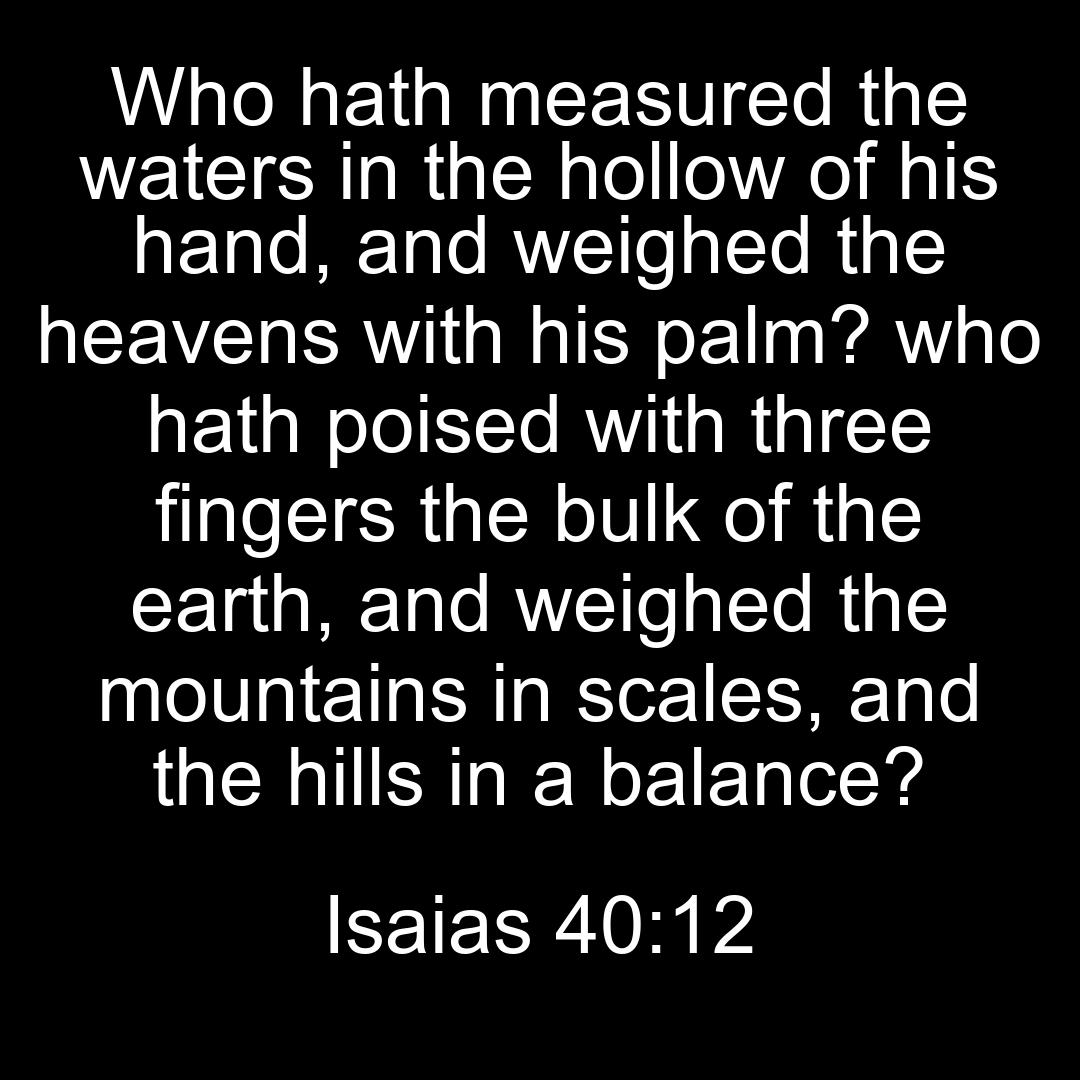 Who hath measured the
waters in the hollow of his
hand, and weighed the
heavens with his palm? who
hath poised with three
fingers the bulk of the
earth, and weighed the
mountains in scales, and
the hills in a balance?
Isaias 40:12